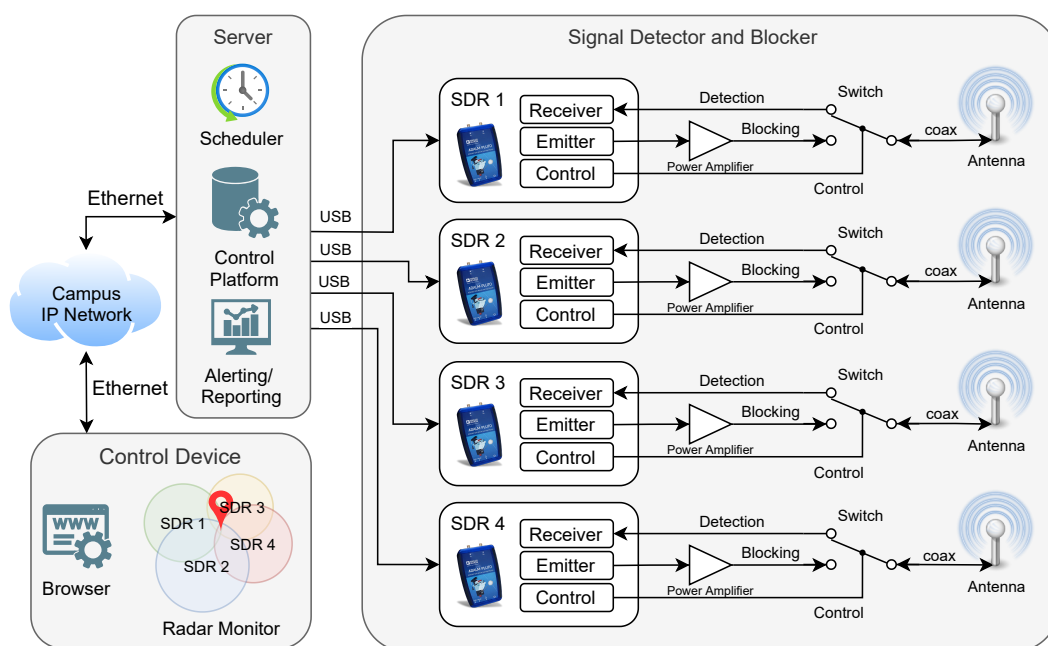 Server
Scheduler
Control
Platform
Alerting/
Reporting
Ethernet
Campus
IP Network
Ethernet
Control Device
WWW
Browser
SDR 1
SDR 3
SDR 4
SDR 2
Radar Monitor
USB
USB
USB
USB
Signal Detector and Blocker
SDR 1
Receiver
Emitter
Control
Detection
Blocking
Power Amplifier
Switch
Control
coax
Antenna
SDR 2
Receiver
Emitter
Control
Detection
Blocking
Power Amplifier
Switch
Control
coax
Antenna
SDR 3
Receiver
Emitter
Control
Detection
Blocking
Power Amplifier
Switch
Control
coax
Antenna
SDR 4
Receiver
Emitter
Control
Detection
Blocking
Power Amplifier
Switch
Control
coax
Antenna